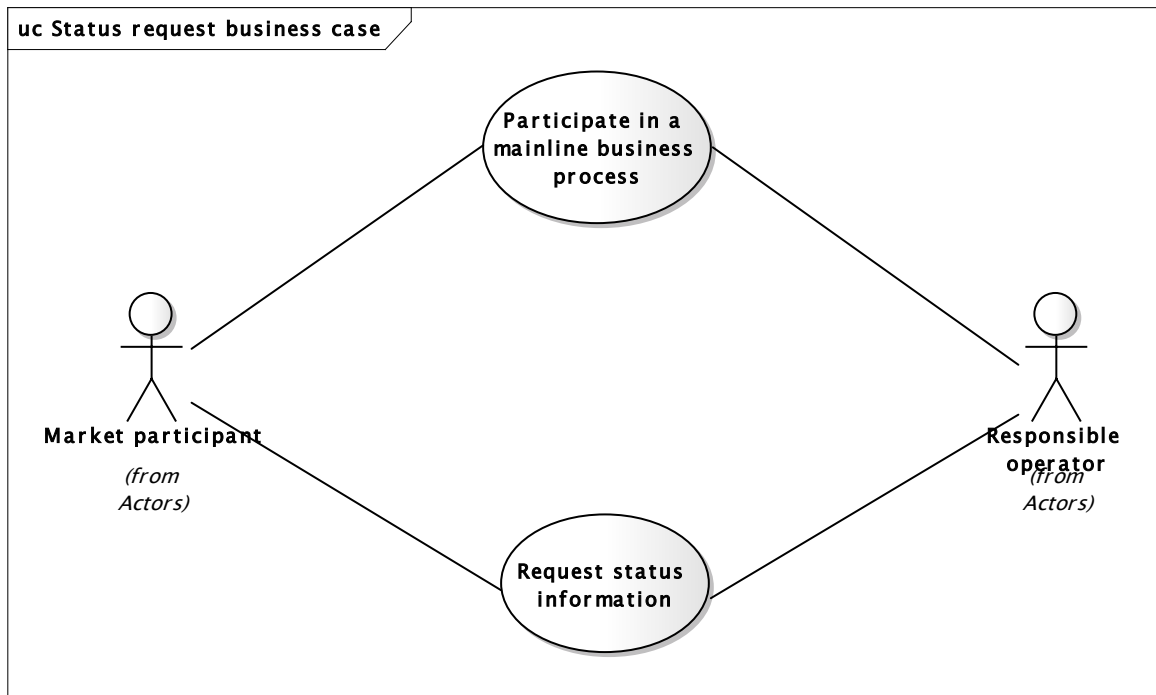 uc Status request business case
Participate in a
mainline business
process
Market participant
(from
Actors)
Responsible
operator
(from
Actors)
Request status
information